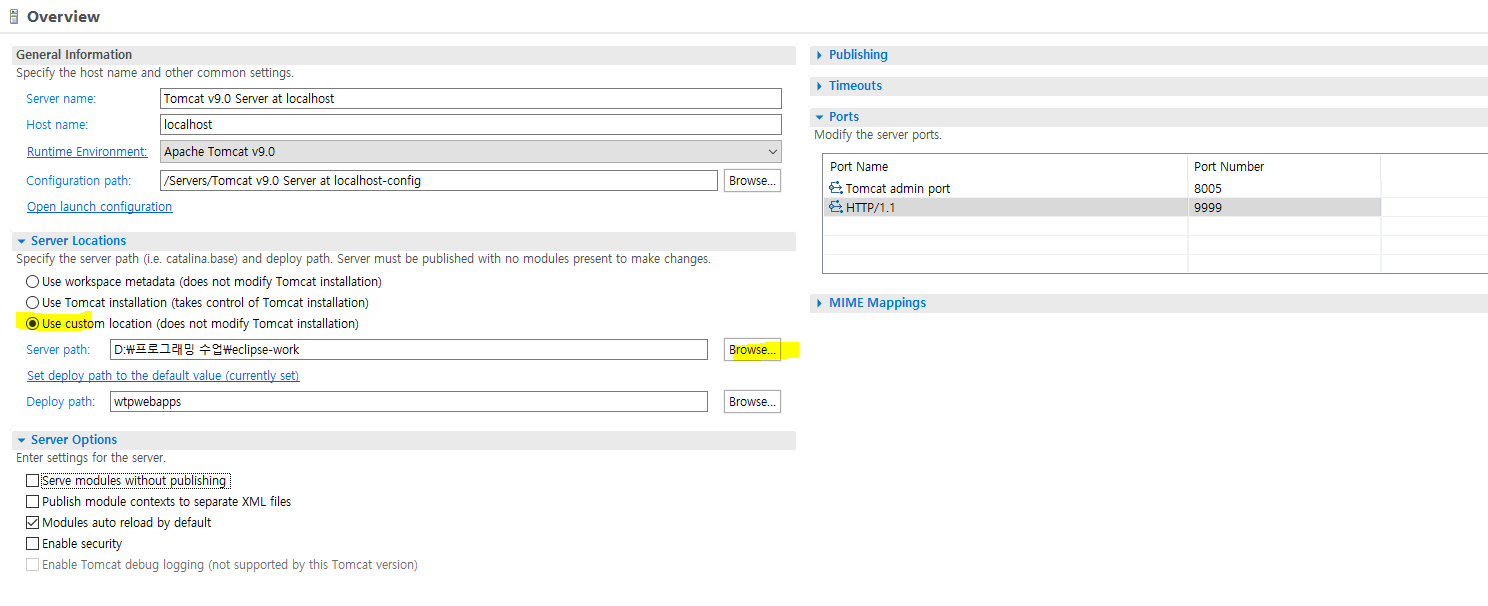 Overview
General Information
Specify the host name and other common settings.
Server name: Tomcat v9.0 Server at localhost
Host name: localhost
Runtime Environment: Apache Tomcat v9.0
Configuration path: /Servers/Tomcat v9.0 Server at localhost-config Browse...
Open launch configuration
Server Locations
Specify the server path (i.e. catalina.base) and deploy path. Server must be published with no modules present to make changes.
Use workspace metadata (does not modify Tomcat installation)
Use Tomcat installation (takes control of Tomcat installation)
Use custom location (does not modify Tomcat installation)
Server path: D:₩프로그래밍 수업₩eclipse-work Browse...
Set deploy path to the default value (currently set)
Deploy path: wtpwebapps Browse...
Server Options
Enter settings for the server.
Serve modules without publishing
Publish module contexts to separate XML files
Modules auto reload by default
Enable security
Enable Tomcat debug logging (not supported by this Tomcat version)
Publishing
Timeouts
Ports
Modify the server ports.
Port Name Port Number
Tomcat admin port 8005
HTTP/1.1 9999
MIME Mappings